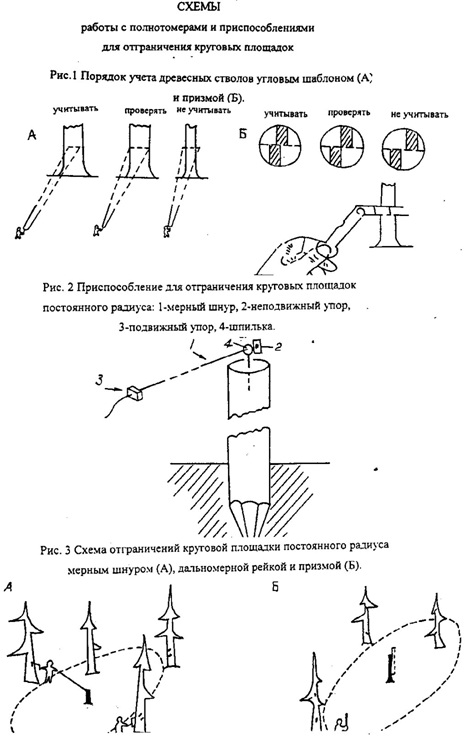 СХЕМЫ
работы с полнотомерами и приспособлениями
для отграничения круговых площадок
Рис.1 Порядок учета древесных стволов угловым шаблоном (А)
и призмой (Б).
учитывать проверять не учитывать
учитывать проверять не учитывать
А
Б
Рис. 2 Приспособление для отграничения круговых площадок
постоянного радиуса: 1-мерный шнур, 2-неподвижный упор,
3-подвижный упор, 4-шпилька.
1
4
2
3
Рис. 3 Схема отграничений круговой площадки постоянного радиуса
мерным шнуром (А), дальномерной рейкой и призмой (Б).
А
Б